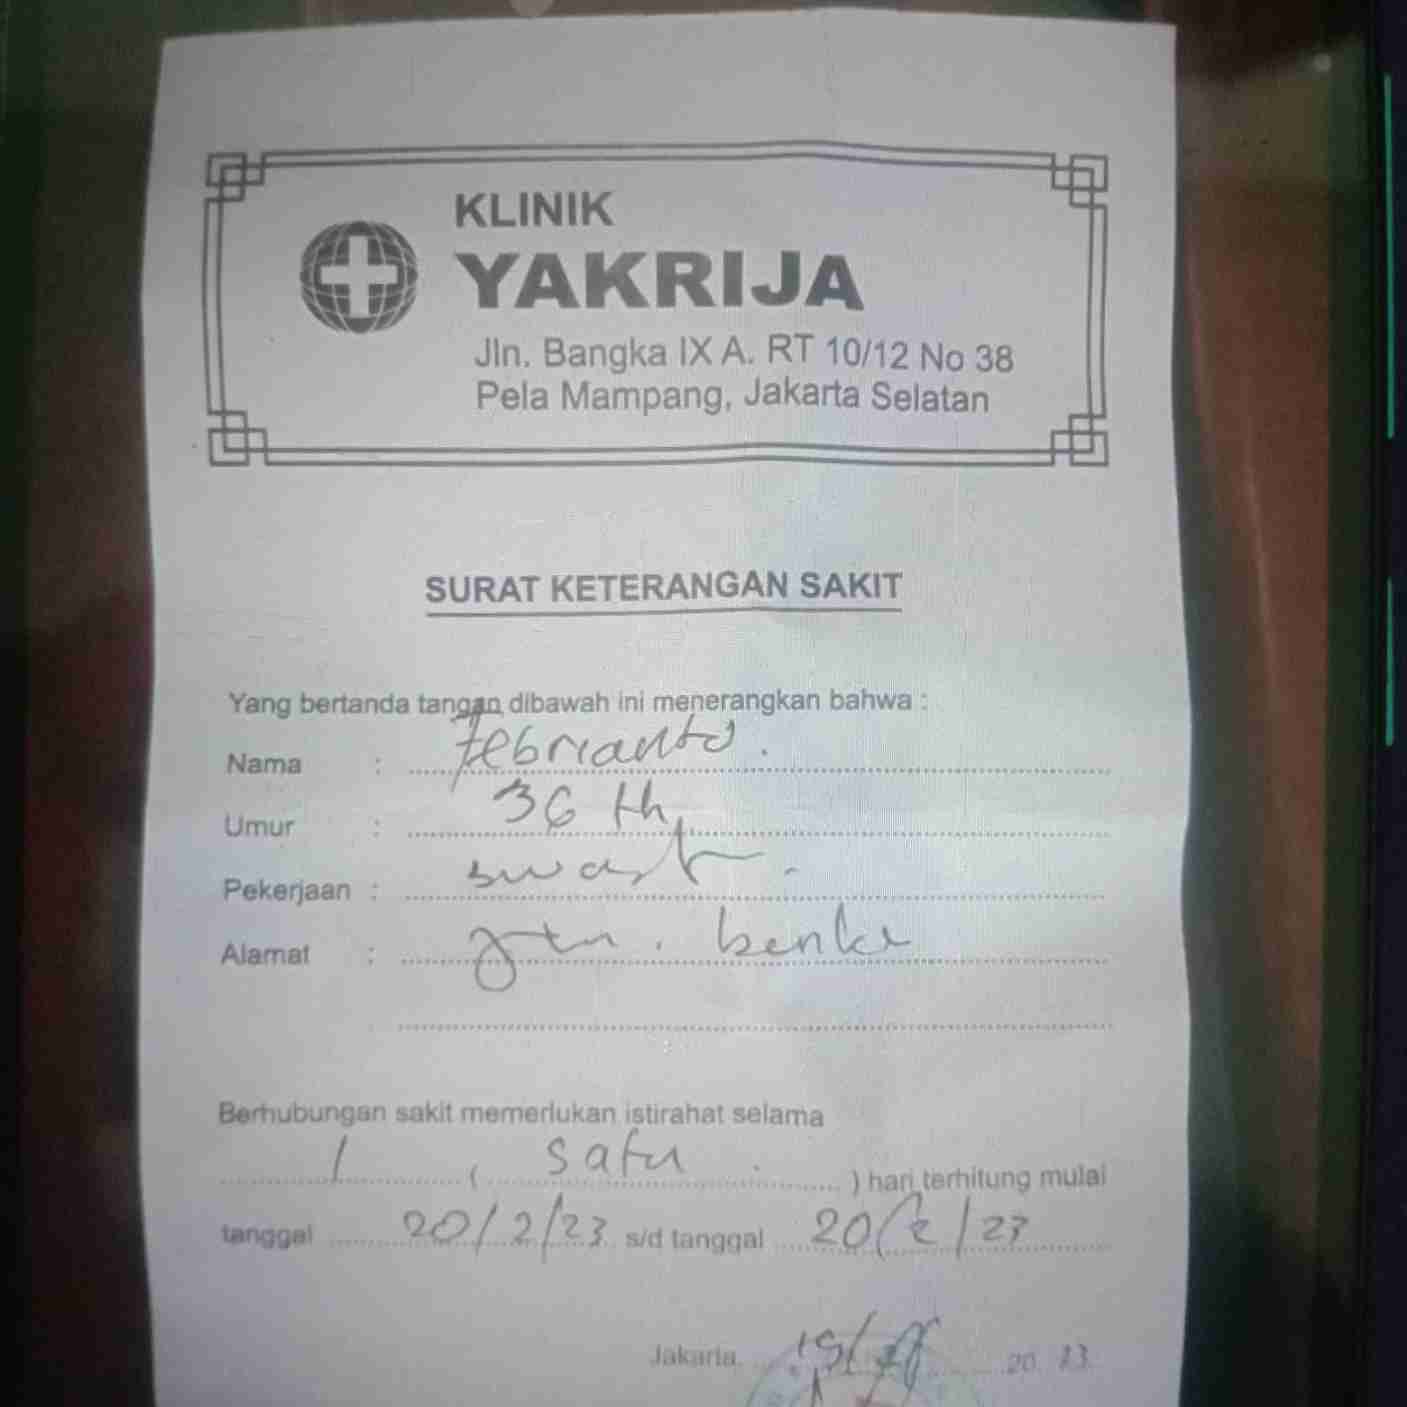 KLINIK
YAKRIJA
Jln. Bangka IX A. RT 10/12 No 38
Pela Mampang, Jakarta Selatan
SURAT KETERANGAN SAKIT
Yang bertanda tangan dibawah ini menerangkan bahwa :
Nama : Febrianto.
Umur : 36 th
Pekerjaan : swast
Alamat :
Berhubungan sakit memerlukan istirahat selama
1 ( satu ) hari terhitung mulai
tanggal 20/2/23 s/d tanggal 20/2/23
Jakarta, 20 23